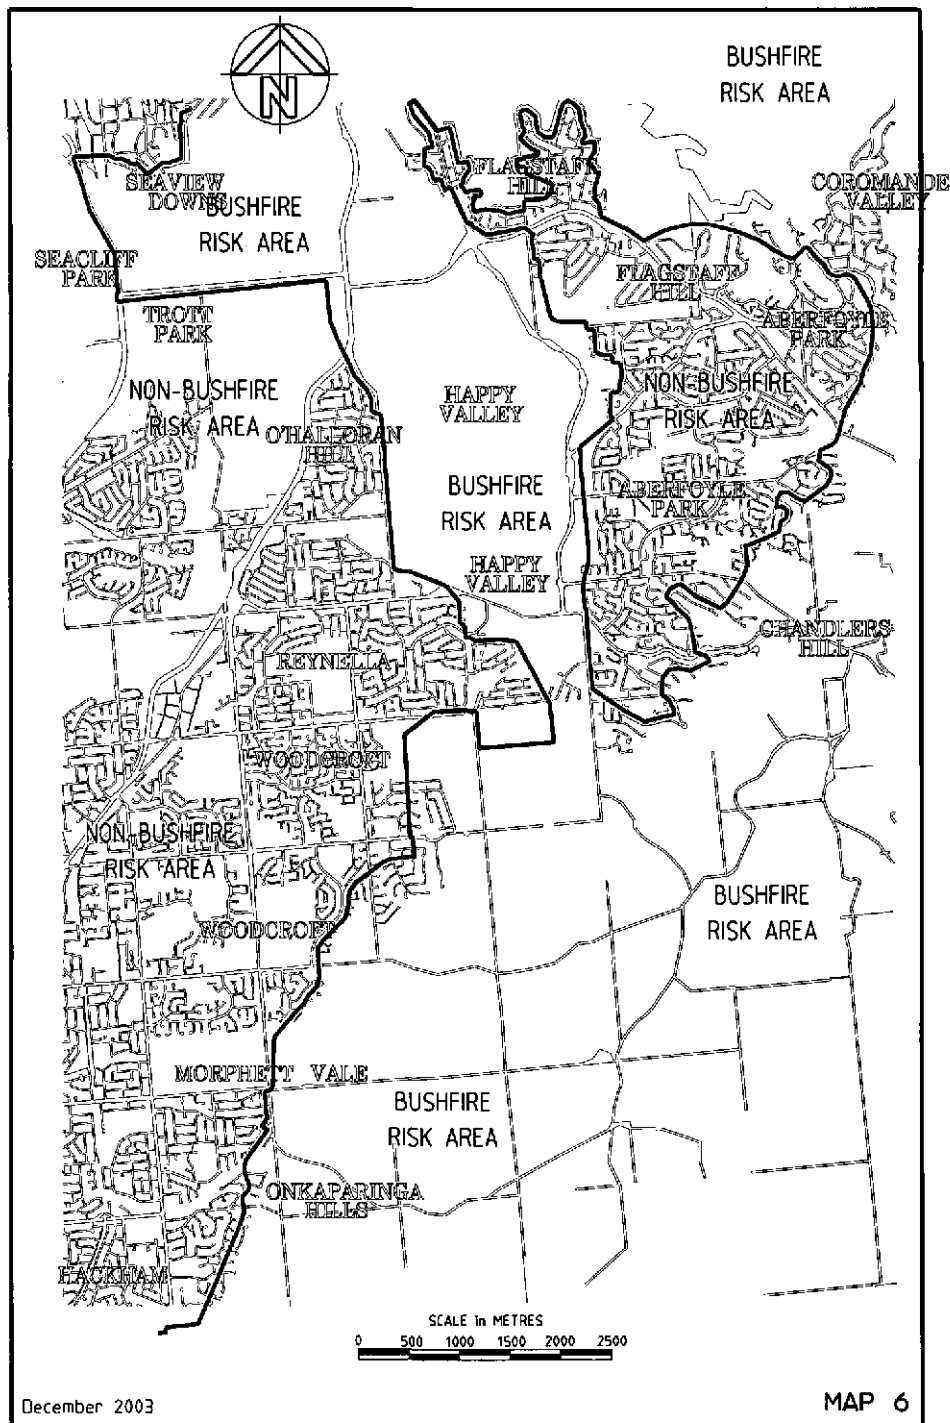 N
BUSHFIRE
RISK AREA
FLAGSTAFF
HILL
SEAVIEW
DOWNS
COROMANDE
VALLEY
BUSHFIRE
RISK AREA
SEACLIFF
PARK
FLAGSTAFF
HILL
TROTT
PARK
ABERFOYLE
PARK
NON-BUSHFIRE
RISK AREA
HAPPY
VALLEY
NON-BUSHFIRE
RISK AREA
O'HALLORAN
HILL
BUSHFIRE
RISK AREA
ABERFOYLE
PARK
HAPPY
VALLEY
CHANDLERS
HILL
REYNELLA
WOODCROFT
NON-BUSHFIRE
RISK AREA
BUSHFIRE
RISK AREA
WOODCROFT
MORPHETT VALE
BUSHFIRE
RISK AREA
ONKAPARINGA
HILLS
HACKHAM
SCALE in METRES
0 500 1000 1500 2000 2500
December 2003
MAP 6